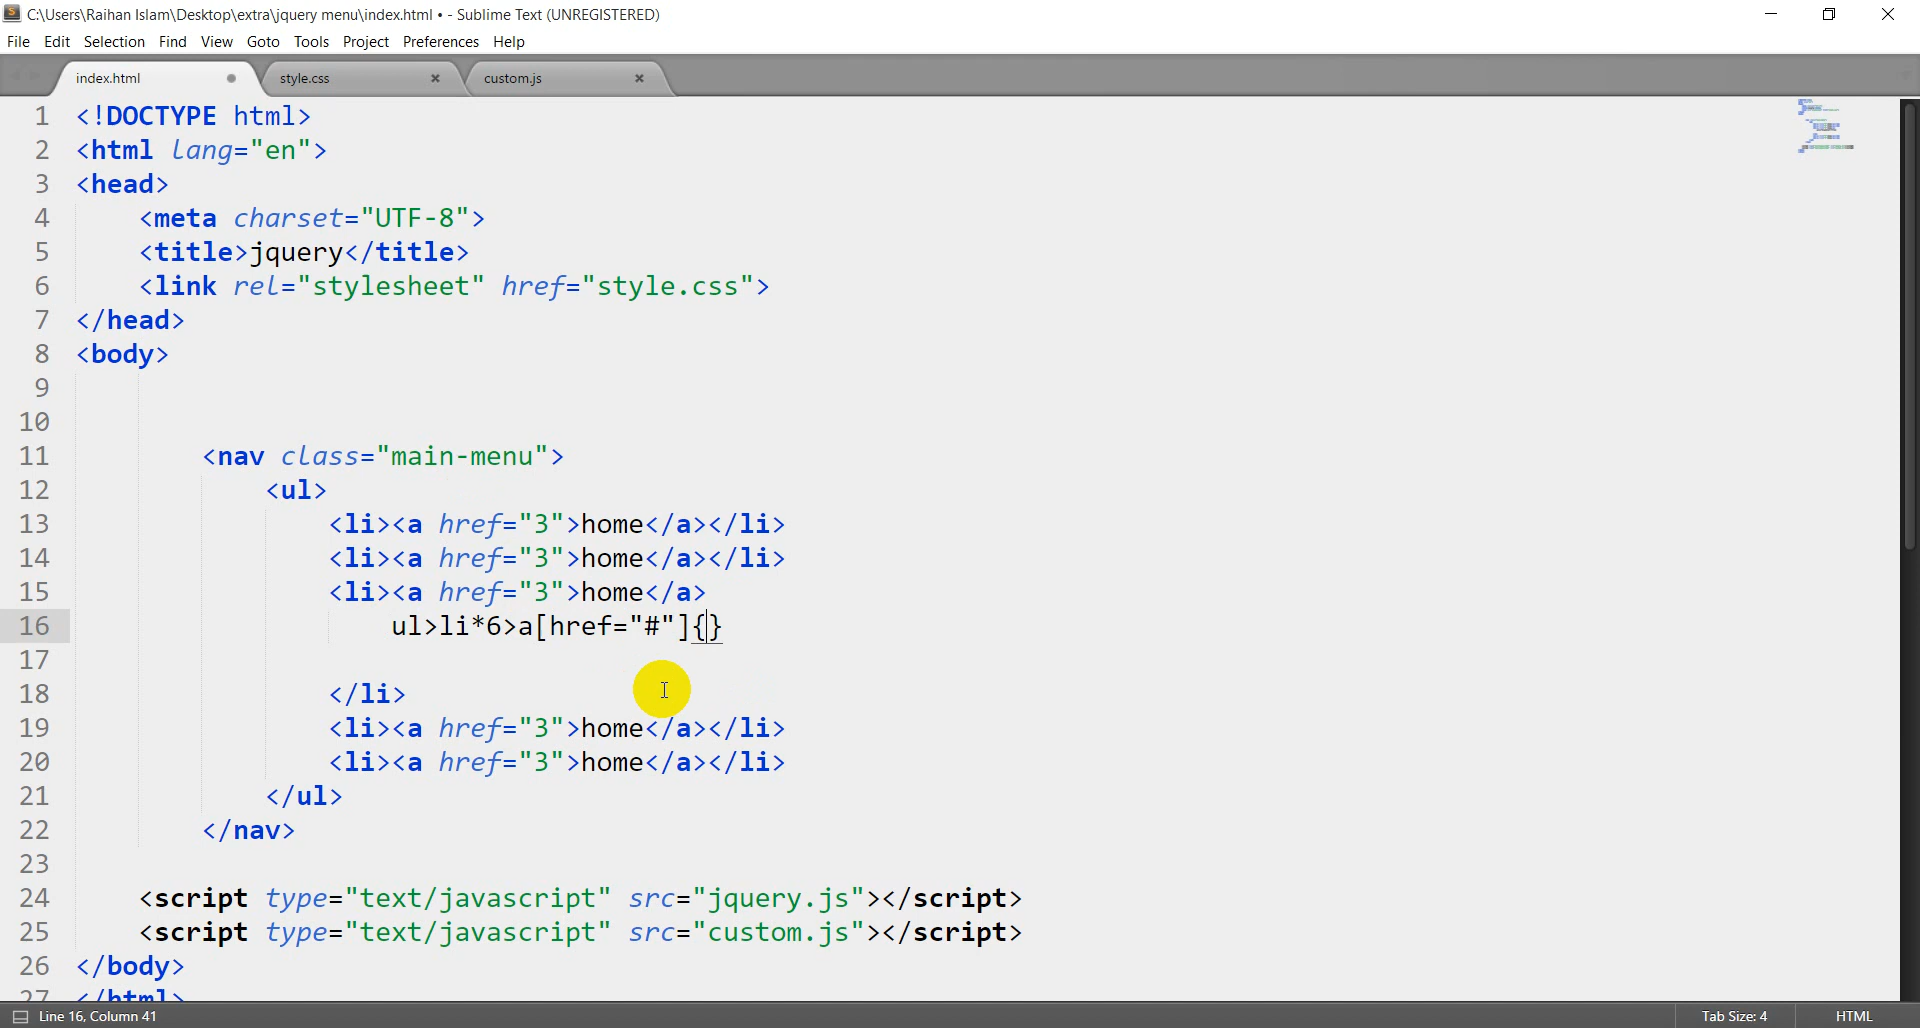 C:\Users\Raihan Islam\Desktop\extra\jquery menu\index.html • - Sublime Text (UNREGISTERED)
File Edit Selection Find View Goto Tools Project Preferences Help
index.html style.css custom.js
1 <!DOCTYPE html>
2 <html lang="en">
3 <head>
4 <meta charset="UTF-8">
5 <title>jquery</title>
6 <link rel="stylesheet" href="style.css">
7 </head>
8 <body>
9
10
11 <nav class="main-menu">
12 <ul>
13 <li><a href="3">home</a></li>
14 <li><a href="3">home</a></li>
15 <li><a href="3">home</a>
16 ul>li*6>a[href="#"]{}
17
18 </li>
19 <li><a href="3">home</a></li>
20 <li><a href="3">home</a></li>
21 </ul>
22 </nav>
23
24 <script type="text/javascript" src="jquery.js"></script>
25 <script type="text/javascript" src="custom.js"></script>
26 </body>
27 </html>
Line 16, Column 41 Tab Size: 4 HTML